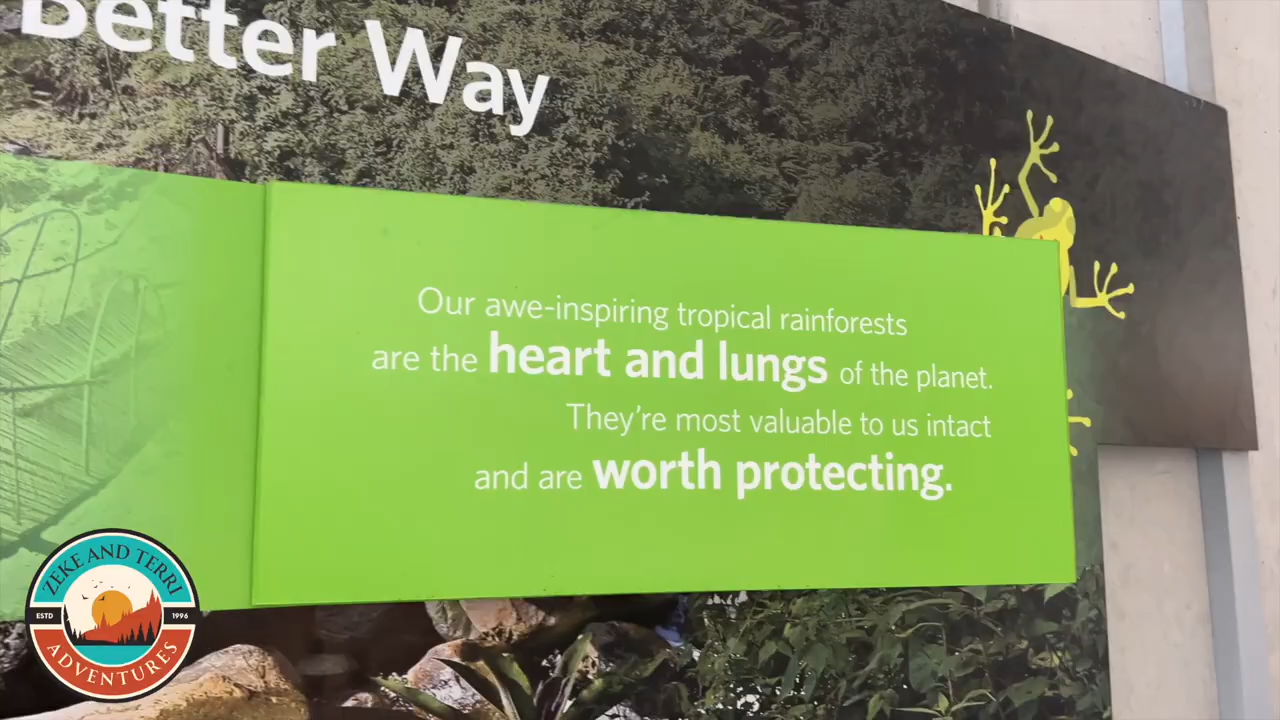 Better Way
Our awe-inspiring tropical rainforests
are the heart and lungs of the planet.
They're most valuable to us intact
and are worth protecting.
ZEKE AND TERRI
ESTD 1996
ADVENTURES